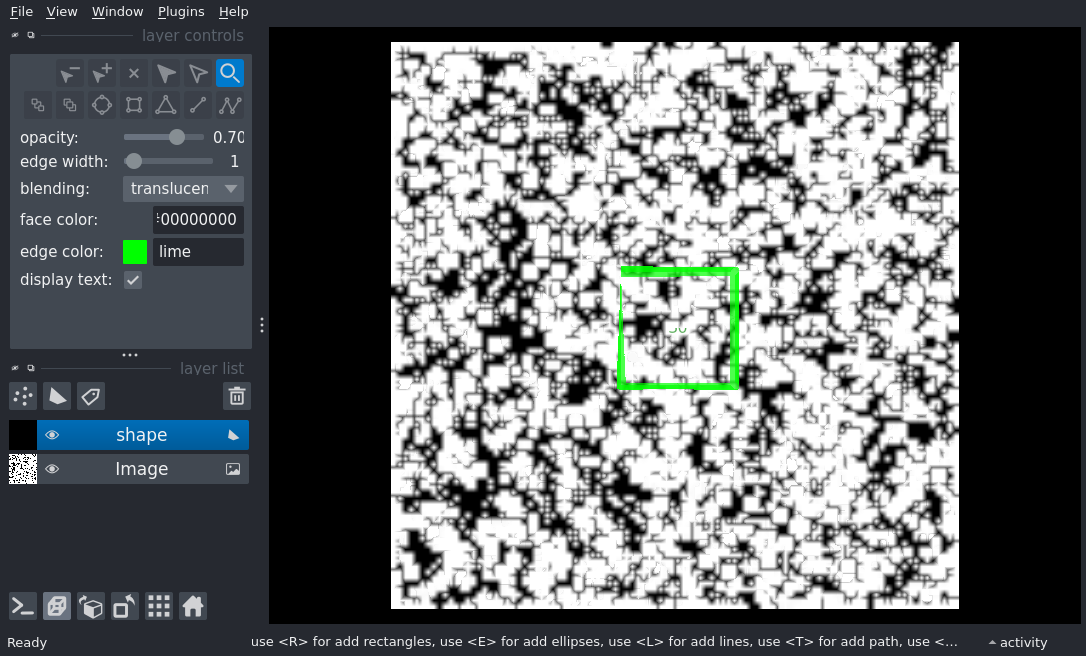 File View Window Plugins Help
layer controls
opacity: 0.70
edge width: 1
blending: translucen
face color: 00000000
edge color: lime
display text:
layer list
shape
Image
Ready use <R> for add rectangles, use <E> for add ellipses, use <L> for add lines, use <T> for add path, use <... activity